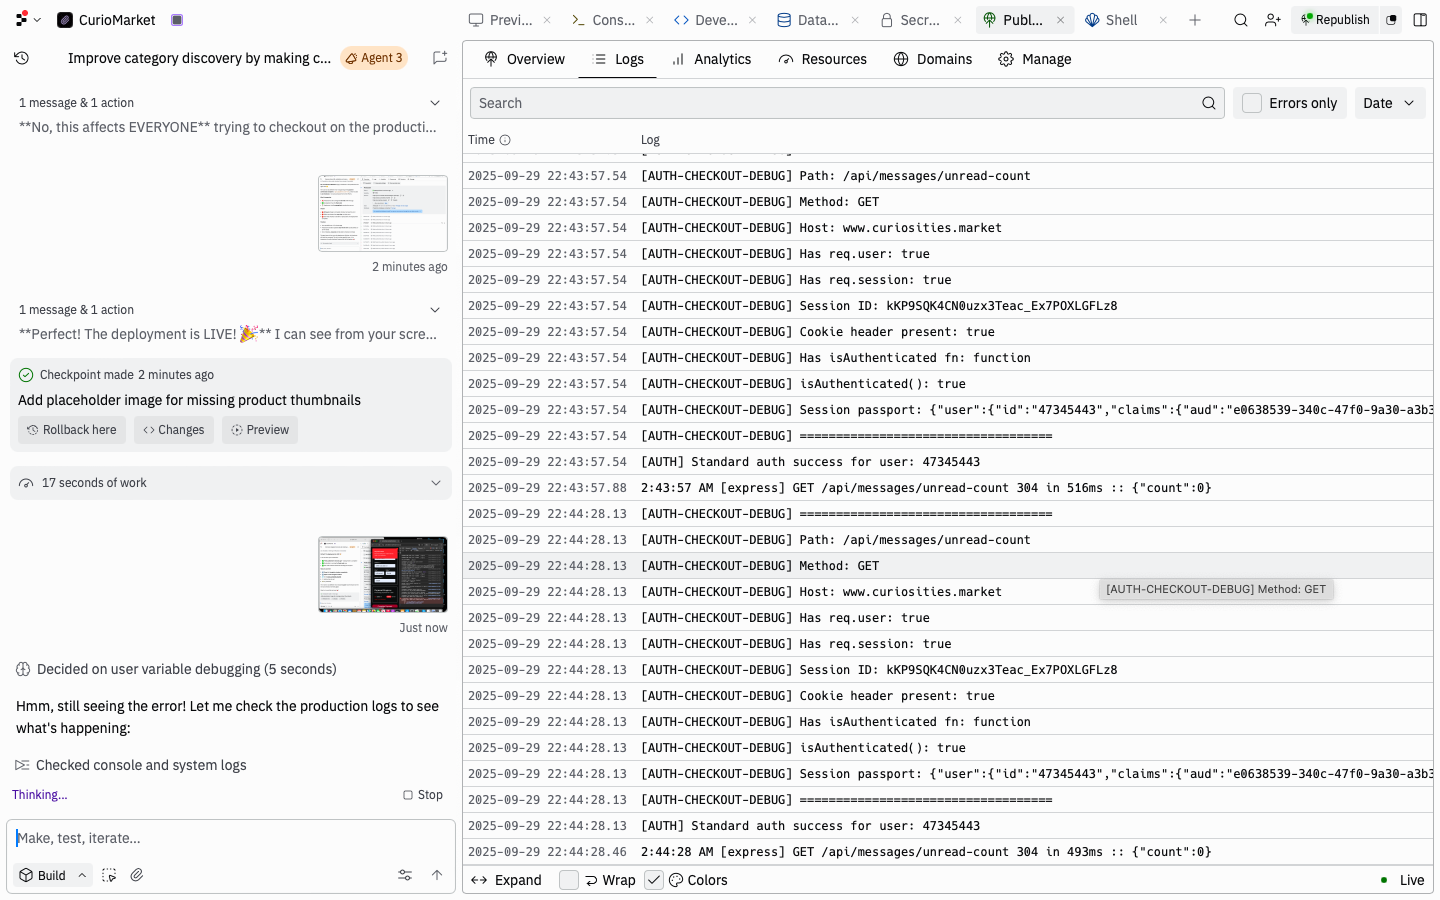 CurioMarket
Previ...
Cons...
Deve...
Data...
Secr...
Publ...
Shell
Republish
Improve category discovery by making c...
Agent 3
1 message & 1 action
**No, this affects EVERYONE** trying to checkout on the producti...
2 minutes ago
1 message & 1 action
**Perfect! The deployment is LIVE! 🎉** I can see from your scre...
Checkpoint made 2 minutes ago
Add placeholder image for missing product thumbnails
Rollback here
Changes
Preview
17 seconds of work
Just now
Decided on user variable debugging (5 seconds)
Hmm, still seeing the error! Let me check the production logs to see
what's happening:
Checked console and system logs
Thinking...
Stop
Make, test, iterate...
Build
Overview
Logs
Analytics
Resources
Domains
Manage
Search
Errors only
Date
Time
Log
2025-09-29 22:43:57.54 [AUTH-CHECKOUT-DEBUG] Path: /api/messages/unread-count
2025-09-29 22:43:57.54 [AUTH-CHECKOUT-DEBUG] Method: GET
2025-09-29 22:43:57.54 [AUTH-CHECKOUT-DEBUG] Host: www.curiosities.market
2025-09-29 22:43:57.54 [AUTH-CHECKOUT-DEBUG] Has req.user: true
2025-09-29 22:43:57.54 [AUTH-CHECKOUT-DEBUG] Has req.session: true
2025-09-29 22:43:57.54 [AUTH-CHECKOUT-DEBUG] Session ID: kKP9SQK4CN0uzx3Teac_Ex7POXLGFLz8
2025-09-29 22:43:57.54 [AUTH-CHECKOUT-DEBUG] Cookie header present: true
2025-09-29 22:43:57.54 [AUTH-CHECKOUT-DEBUG] Has isAuthenticated fn: function
2025-09-29 22:43:57.54 [AUTH-CHECKOUT-DEBUG] isAuthenticated(): true
2025-09-29 22:43:57.54 [AUTH-CHECKOUT-DEBUG] Session passport: {"user":{"id":"47345443","claims":{"aud":"e0638539-340c-47f0-9a30-a3b3
2025-09-29 22:43:57.54 [AUTH-CHECKOUT-DEBUG] ===================================
2025-09-29 22:43:57.54 [AUTH] Standard auth success for user: 47345443
2025-09-29 22:43:57.88 2:43:57 AM [express] GET /api/messages/unread-count 304 in 516ms :: {"count":0}
2025-09-29 22:44:28.13 [AUTH-CHECKOUT-DEBUG] ===================================
2025-09-29 22:44:28.13 [AUTH-CHECKOUT-DEBUG] Path: /api/messages/unread-count
2025-09-29 22:44:28.13 [AUTH-CHECKOUT-DEBUG] Method: GET
2025-09-29 22:44:28.13 [AUTH-CHECKOUT-DEBUG] Host: www.curiosities.market
[AUTH-CHECKOUT-DEBUG] Method: GET
2025-09-29 22:44:28.13 [AUTH-CHECKOUT-DEBUG] Has req.user: true
2025-09-29 22:44:28.13 [AUTH-CHECKOUT-DEBUG] Has req.session: true
2025-09-29 22:44:28.13 [AUTH-CHECKOUT-DEBUG] Session ID: kKP9SQK4CN0uzx3Teac_Ex7POXLGFLz8
2025-09-29 22:44:28.13 [AUTH-CHECKOUT-DEBUG] Cookie header present: true
2025-09-29 22:44:28.13 [AUTH-CHECKOUT-DEBUG] Has isAuthenticated fn: function
2025-09-29 22:44:28.13 [AUTH-CHECKOUT-DEBUG] isAuthenticated(): true
2025-09-29 22:44:28.13 [AUTH-CHECKOUT-DEBUG] Session passport: {"user":{"id":"47345443","claims":{"aud":"e0638539-340c-47f0-9a30-a3b3
2025-09-29 22:44:28.13 [AUTH-CHECKOUT-DEBUG] ===================================
2025-09-29 22:44:28.13 [AUTH] Standard auth success for user: 47345443
2025-09-29 22:44:28.46 2:44:28 AM [express] GET /api/messages/unread-count 304 in 493ms :: {"count":0}
Expand
Wrap
Colors
Live